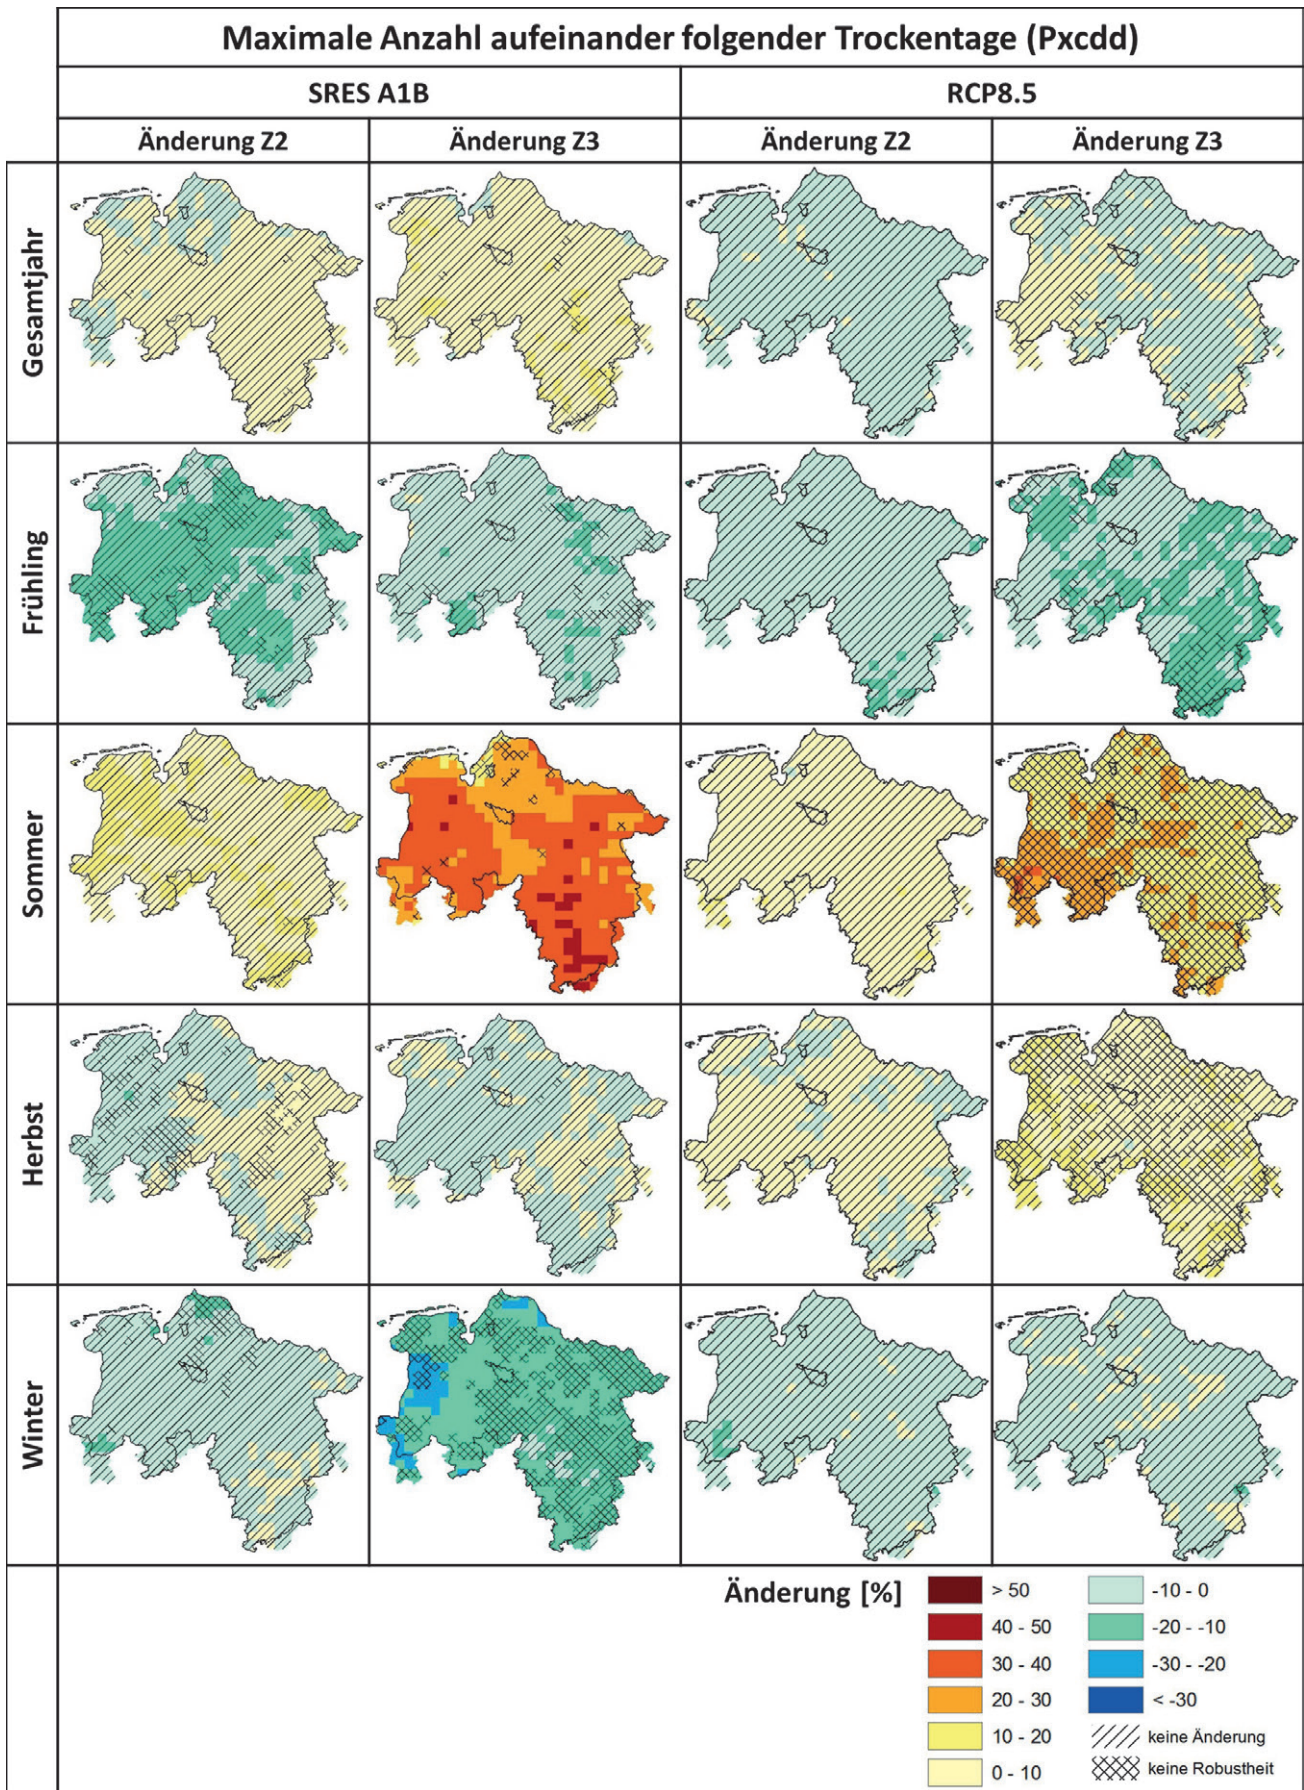 Maximale Anzahl aufeinander folgender Trockentage (Pxcdd)
SRES A1B
RCP8.5
Änderung Z2
Änderung Z3
Änderung Z2
Änderung Z3
Gesamtjahr
Frühling
Sommer
Herbst
Winter
Änderung [%]
> 50
40 - 50
30 - 40
20 - 30
10 - 20
0 - 10
-10 - 0
-20 - -10
-30 - -20
< -30
keine Änderung
keine Robustheit